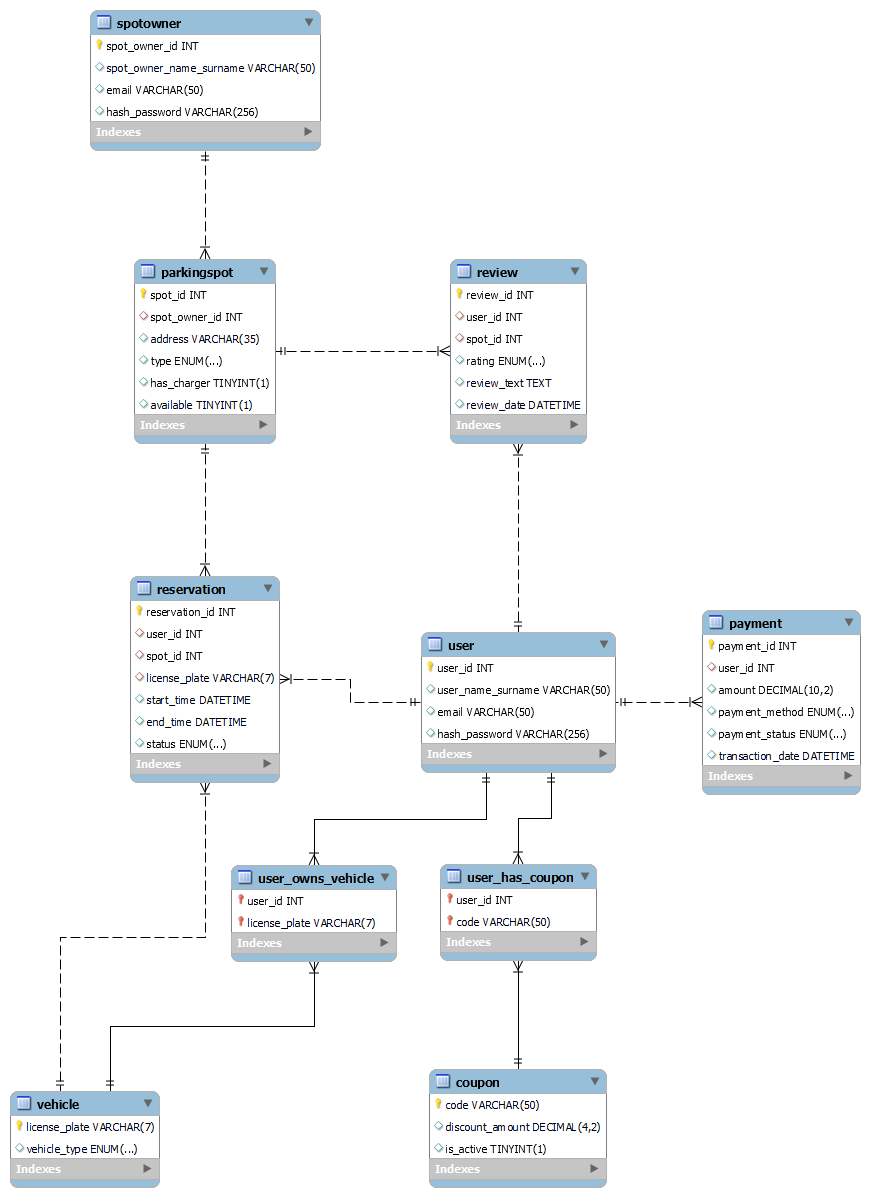 spotowner
spot_owner_id INT
spot_owner_name_surname VARCHAR(50)
email VARCHAR(50)
hash_password VARCHAR(256)
Indexes
parkingspot
spot_id INT
spot_owner_id INT
address VARCHAR(35)
type ENUM(...)
has_charger TINYINT(1)
available TINYINT(1)
Indexes
review
review_id INT
user_id INT
spot_id INT
rating ENUM(...)
review_text TEXT
review_date DATETIME
Indexes
reservation
reservation_id INT
user_id INT
spot_id INT
license_plate VARCHAR(7)
start_time DATETIME
end_time DATETIME
status ENUM(...)
Indexes
user
user_id INT
user_name_surname VARCHAR(50)
email VARCHAR(50)
hash_password VARCHAR(256)
Indexes
payment
payment_id INT
user_id INT
amount DECIMAL(10,2)
payment_method ENUM(...)
payment_status ENUM(...)
transaction_date DATETIME
Indexes
user_owns_vehicle
user_id INT
license_plate VARCHAR(7)
Indexes
user_has_coupon
user_id INT
code VARCHAR(50)
Indexes
vehicle
license_plate VARCHAR(7)
vehicle_type ENUM(...)
Indexes
coupon
code VARCHAR(50)
discount_amount DECIMAL(4,2)
is_active TINYINT(1)
Indexes